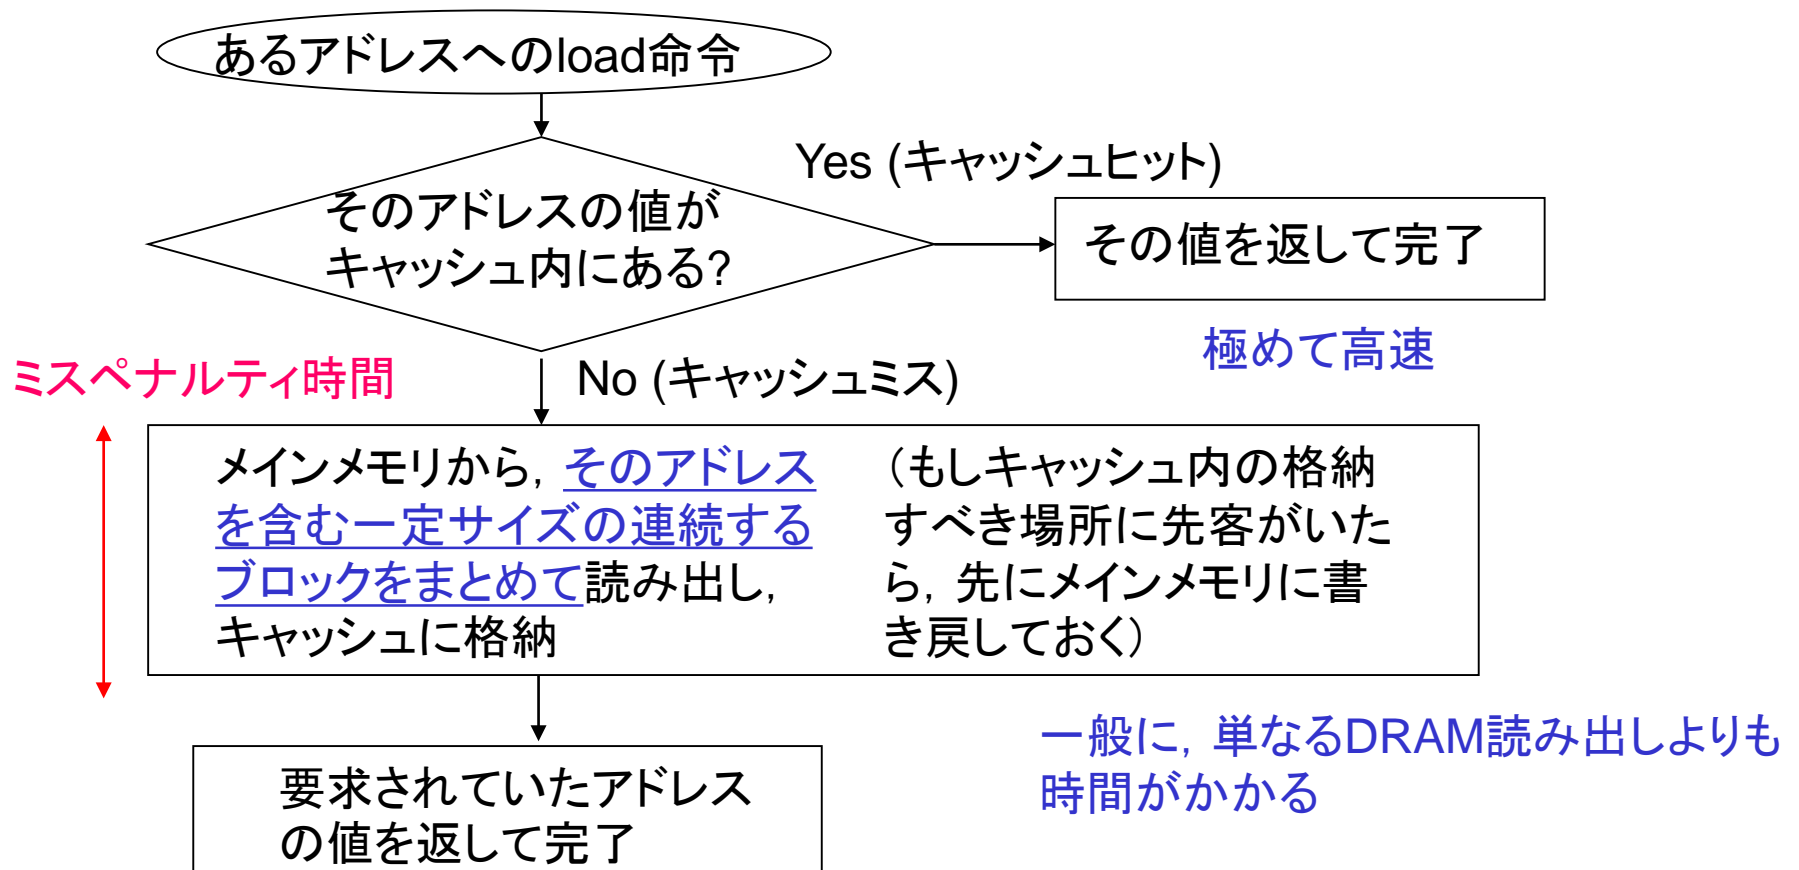 あるアドレスへのload命令
Yes (キャッシュヒット)
そのアドレスの値が
キャッシュ内にある?
その値を返して完了
極めて高速
ミスペナルティ時間
No (キャッシュミス)
メインメモリから，そのアドレス
を含む一定サイズの連続する
ブロックをまとめて読み出し，
キャッシュに格納
（もしキャッシュ内の格納
すべき場所に先客がいた
ら，先にメインメモリに書
き戻しておく）
一般に，単なるDRAM読み出しよりも
時間がかかる
要求されていたアドレス
の値を返して完了